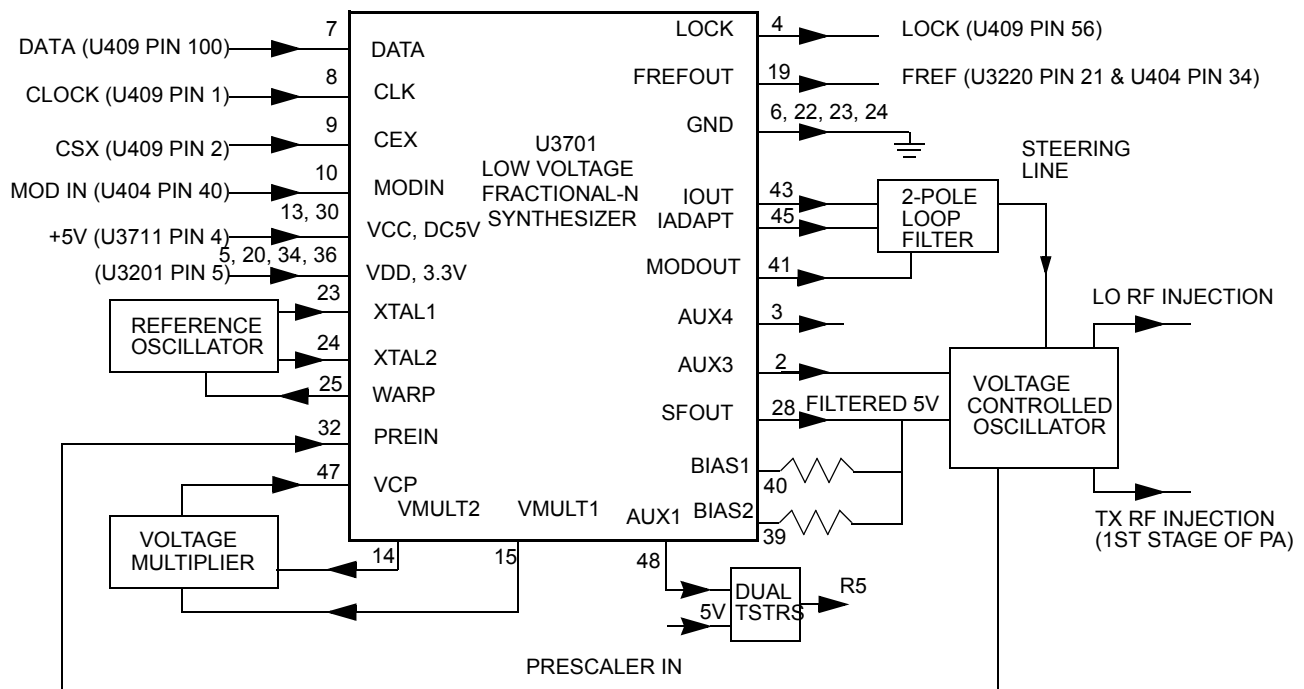 DATA (U409 PIN 100)
CLOCK (U409 PIN 1)
CSX (U409 PIN 2)
MOD IN (U404 PIN 40)
+5V (U3711 PIN 4)
(U3201 PIN 5)
7
8
9
10
13, 30
5, 20, 34, 36
23
24
25
32
47
REFERENCE
OSCILLATOR
VOLTAGE
MULTIPLIER
DATA
CLK
CEX
MODIN
VCC, DC5V
VDD, 3.3V
XTAL1
XTAL2
WARP
PREIN
VCP
VMULT2
VMULT1
AUX1
14
15
48
U3701
LOW VOLTAGE
FRACTIONAL-N
SYNTHESIZER
LOCK
FREFOUT
GND
IOUT
IADAPT
MODOUT
AUX4
AUX3
SFOUT
BIAS1
BIAS2
4
19
6, 22, 23, 24
43
45
41
3
2
28
40
39
LOCK (U409 PIN 56)
FREF (U3220 PIN 21 & U404 PIN 34)
STEERING
LINE
2-POLE
LOOP
FILTER
FILTERED 5V
LO RF INJECTION
VOLTAGE
CONTROLLED
OSCILLATOR
TX RF INJECTION
(1ST STAGE OF PA)
5V
DUAL
TSTRS
R5
PRESCALER IN